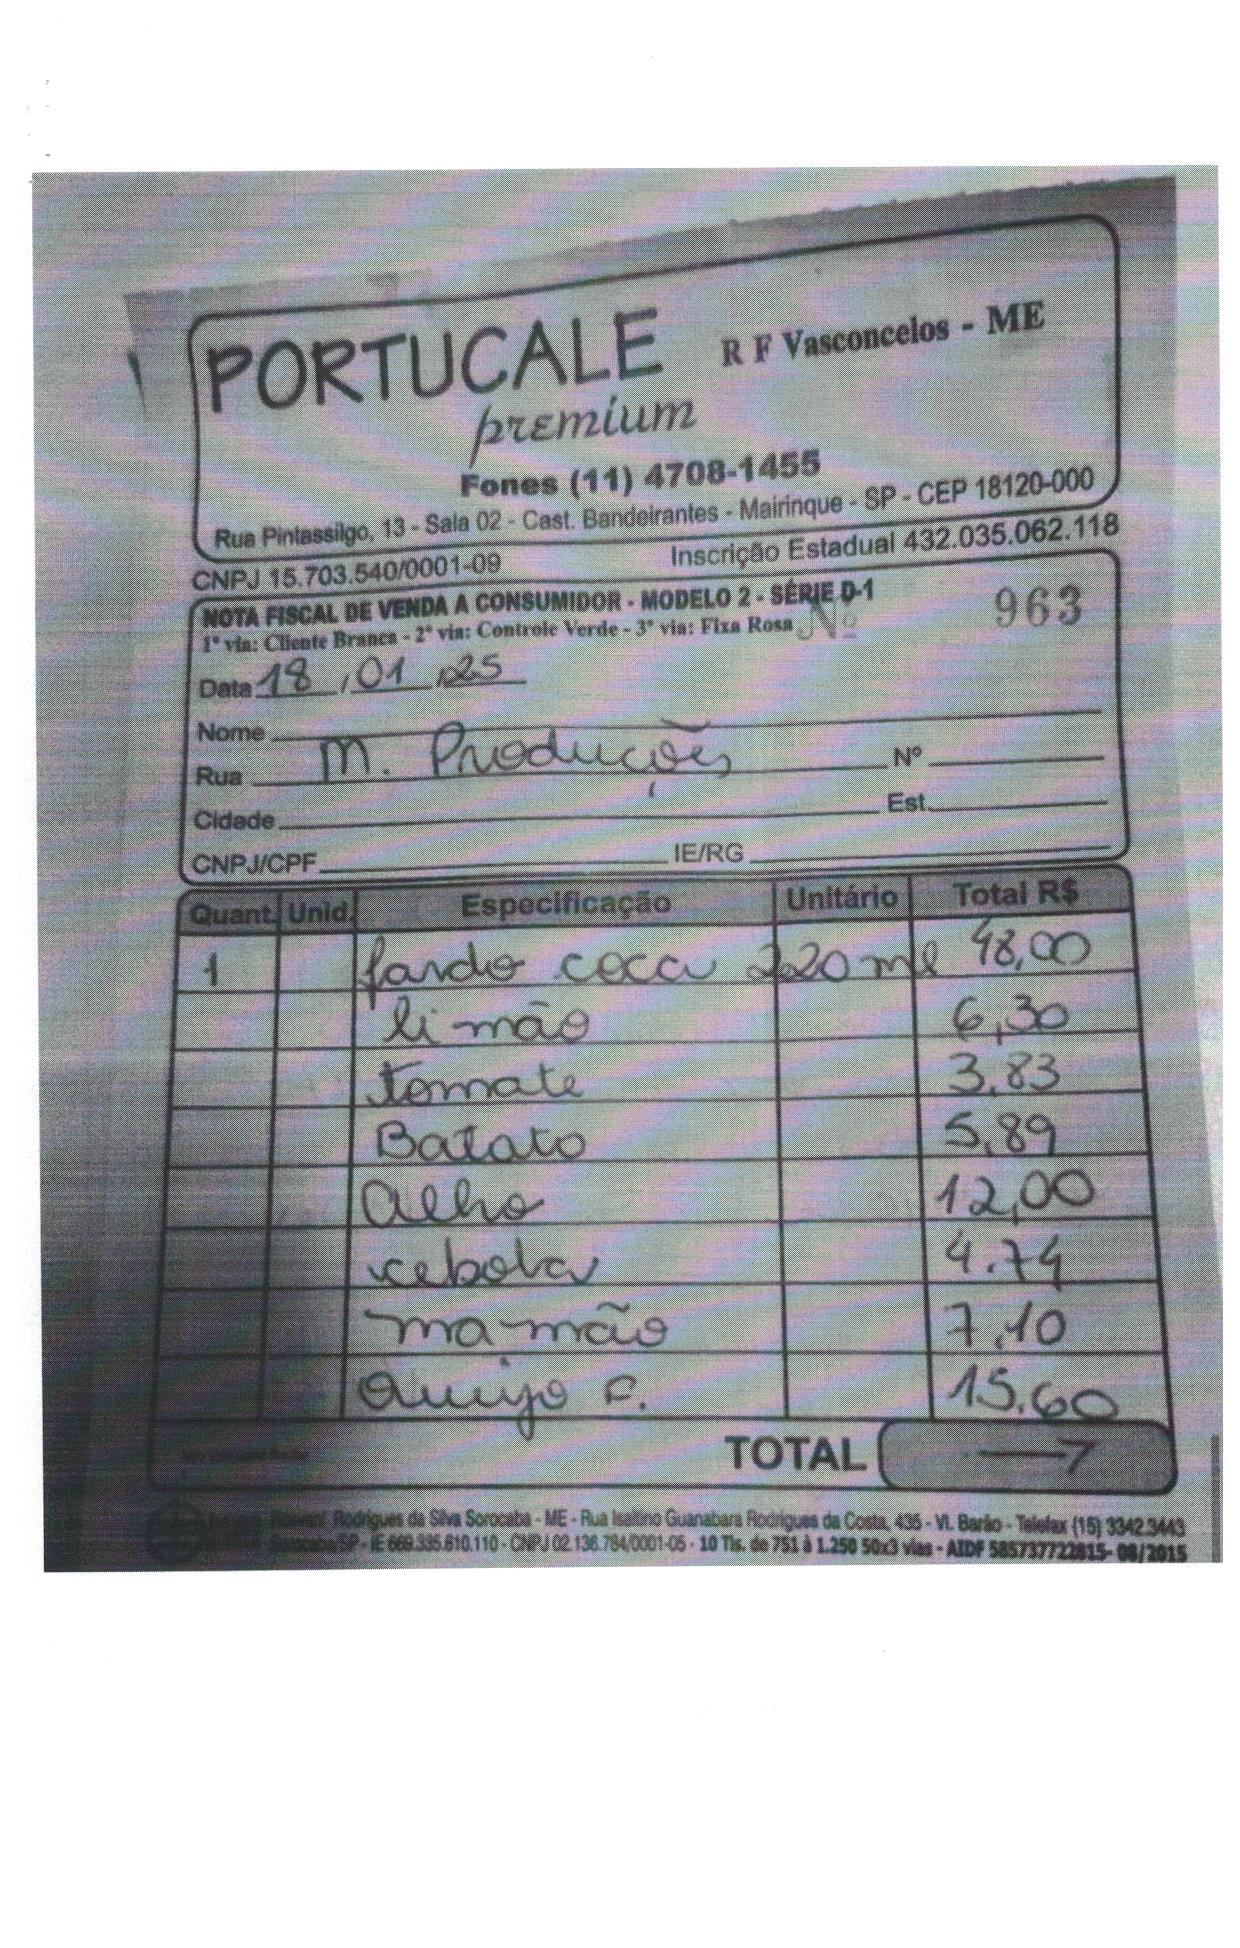 PORTUCALE R F Vasconcelos - ME
premium
Fones (11) 4708-1455
Rua Pintassilgo, 13 - Sala 02 - Cast. Bandeirantes - Mairinque - SP - CEP 18120-000
CNPJ 15.703.540/0001-09 Inscrição Estadual 432.035.062.118
NOTA FISCAL DE VENDA A CONSUMIDOR - MODELO 2 - SÉRIE D-1
1ª via: Cliente Branca - 2ª via: Controle Verde - 3ª via: Fixa Rosa Nº 963
Data 18 / 01 / 25
Nome
Rua M. Produções Nº
Cidade Est.
CNPJ/CPF IE/RG
Quant. Unid. Especificação Unitário Total R$
1 fardo coca 220 ml 48,00
limão 6,30
tomate 3,83
Batata 5,89
alho 12,00
cebola 4.74
mamão 7,10
Queijo F. 15.60
TOTAL
Rodrigues da Silva Sorocaba - ME - Rua Isaltino Guanabara Rodrigues da Costa, 435 - Vl. Barão - Telefax (15) 3342.3443
Sorocaba/SP - IE 669.335.610.110 - CNPJ 02.136.784/0001-05 - 10 Tls. de 751 à 1.250 50x3 vias - AIDF 585737722815- 08/2015